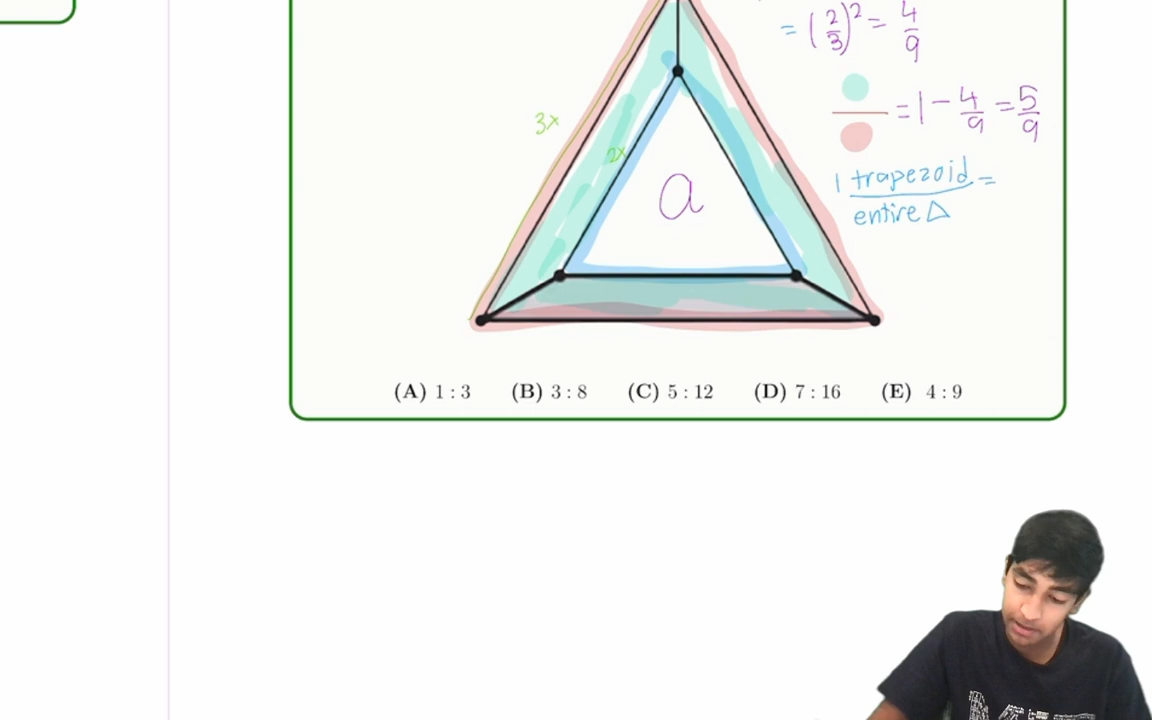 = (2/3)² = 4/9
3x
= 1 - 4/9 = 5/9
2x
a
1 trapezoid =
entire △
(A) 1 : 3 (B) 3 : 8 (C) 5 : 12 (D) 7 : 16 (E) 4 : 9